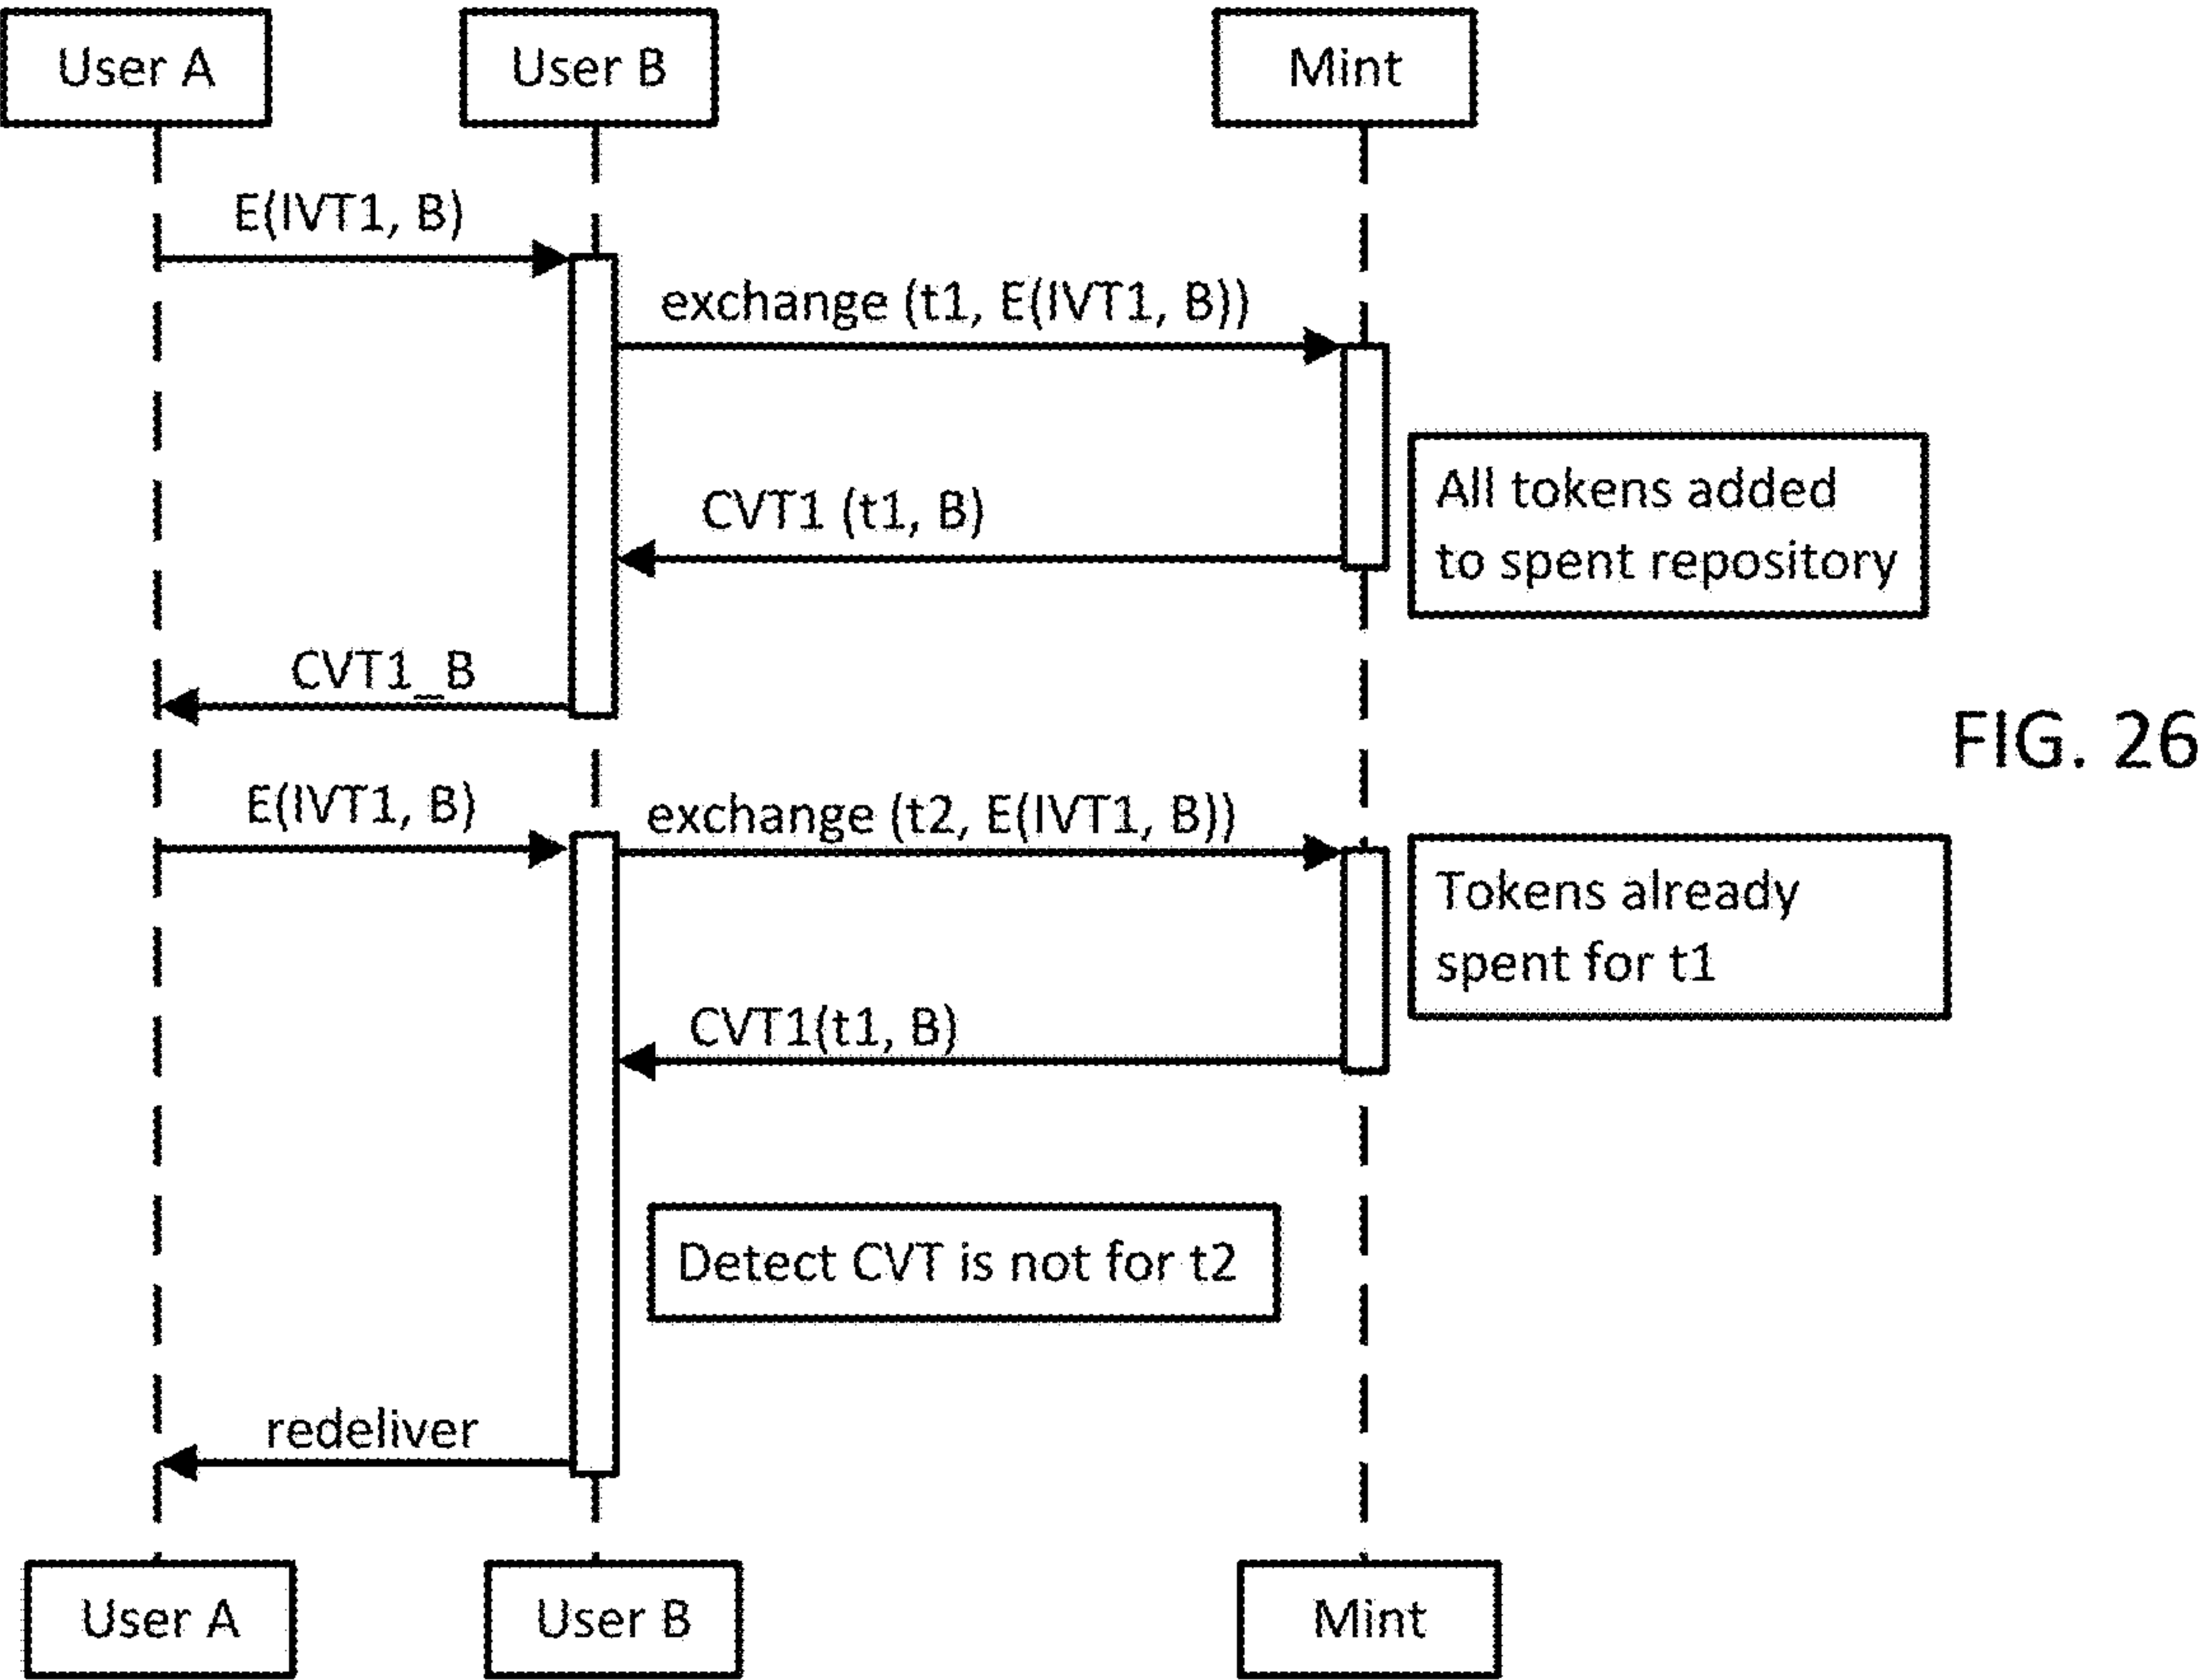 User A
User B
Mint
E(IVT1, B)
exchange (t1, E(IVT1, B))
All tokens added
to spent repository
CVT1 (t1, B)
CVT1_B
FIG. 26
E(IVT1, B)
exchange (t2, E(IVT1, B))
Tokens already
spent for t1
CVT1(t1, B)
Detect CVT is not for t2
redeliver
User A
User B
Mint